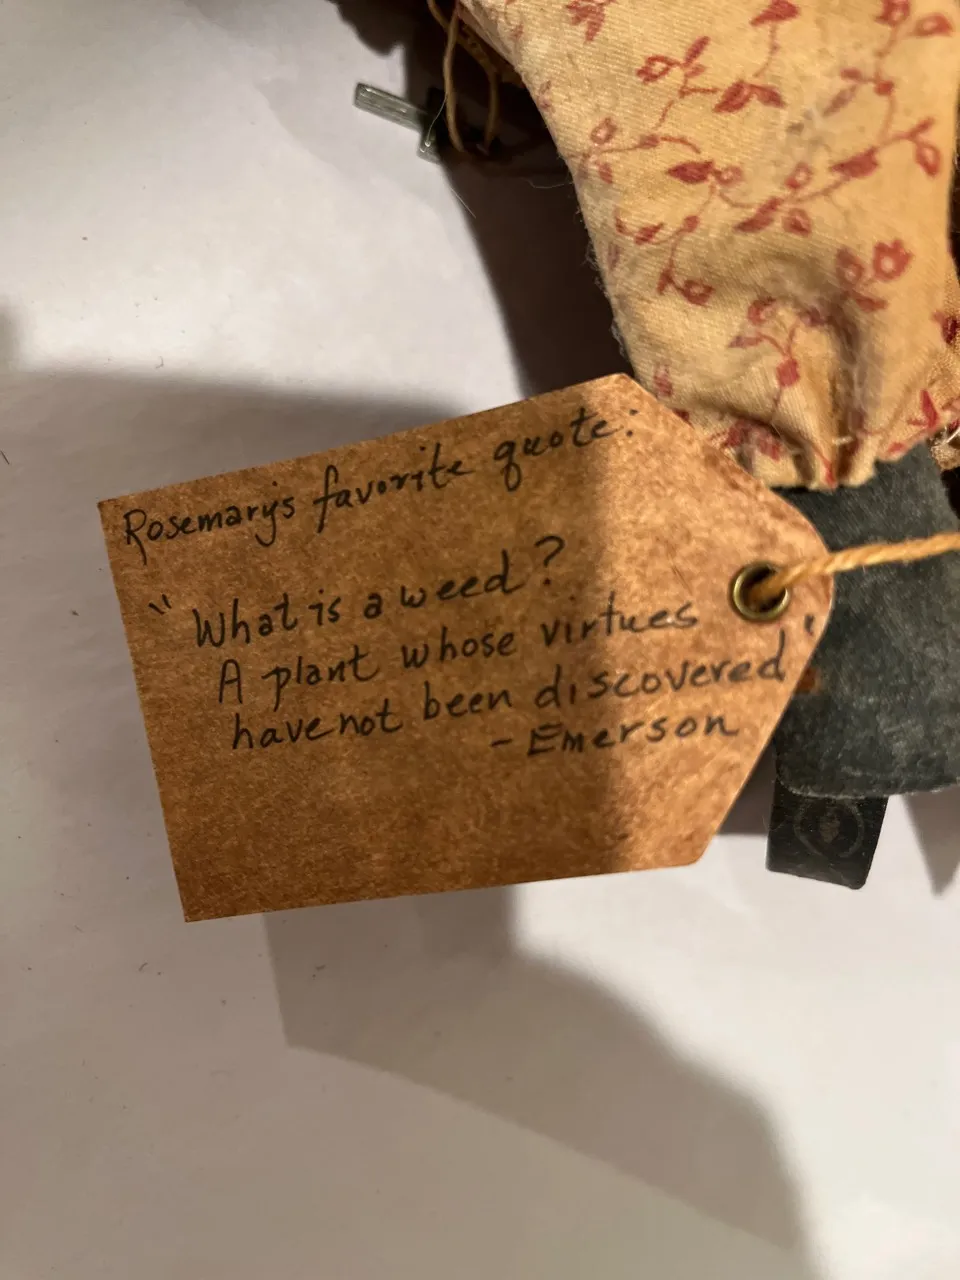 Rosemary's favorite quote:
"What is a weed?
A plant whose virtues
have not been discovered"
- Emerson